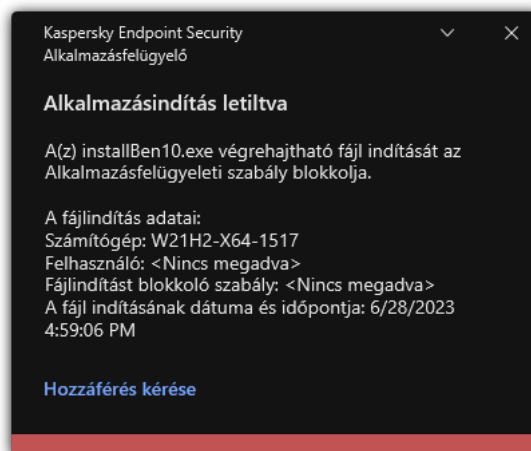 Kaspersky Endpoint Security
Alkalmazásfelügyelő
Alkalmazásindítás letiltva
A(z) installBen10.exe végrehajtható fájl indítását az
Alkalmazásfelügyeleti szabály blokkolja.
A fájlindítás adatai:
Számítógép: W21H2-X64-1517
Felhasználó: <Nincs megadva>
Fájlindítást blokkoló szabály: <Nincs megadva>
A fájl indításának dátuma és időpontja: 6/28/2023
4:59:06 PM
Hozzáférés kérése